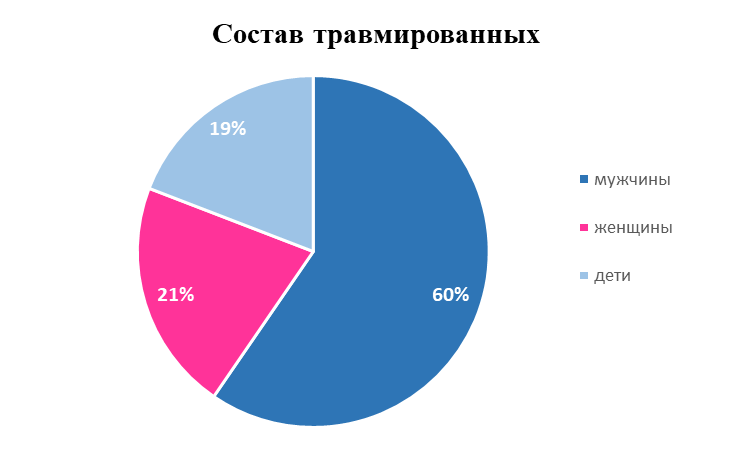 Состав травмированных
19%
21%
60%
мужчины
женщины
дети